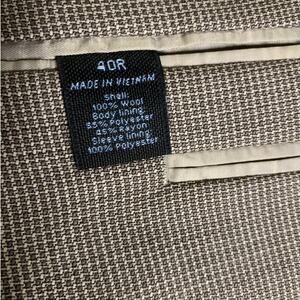 40R
MADE IN VIETNAM
Shell:
100% Wool
Body lining:
55% Polyester
45% Rayon
Sleeve lining:
100% Polyester